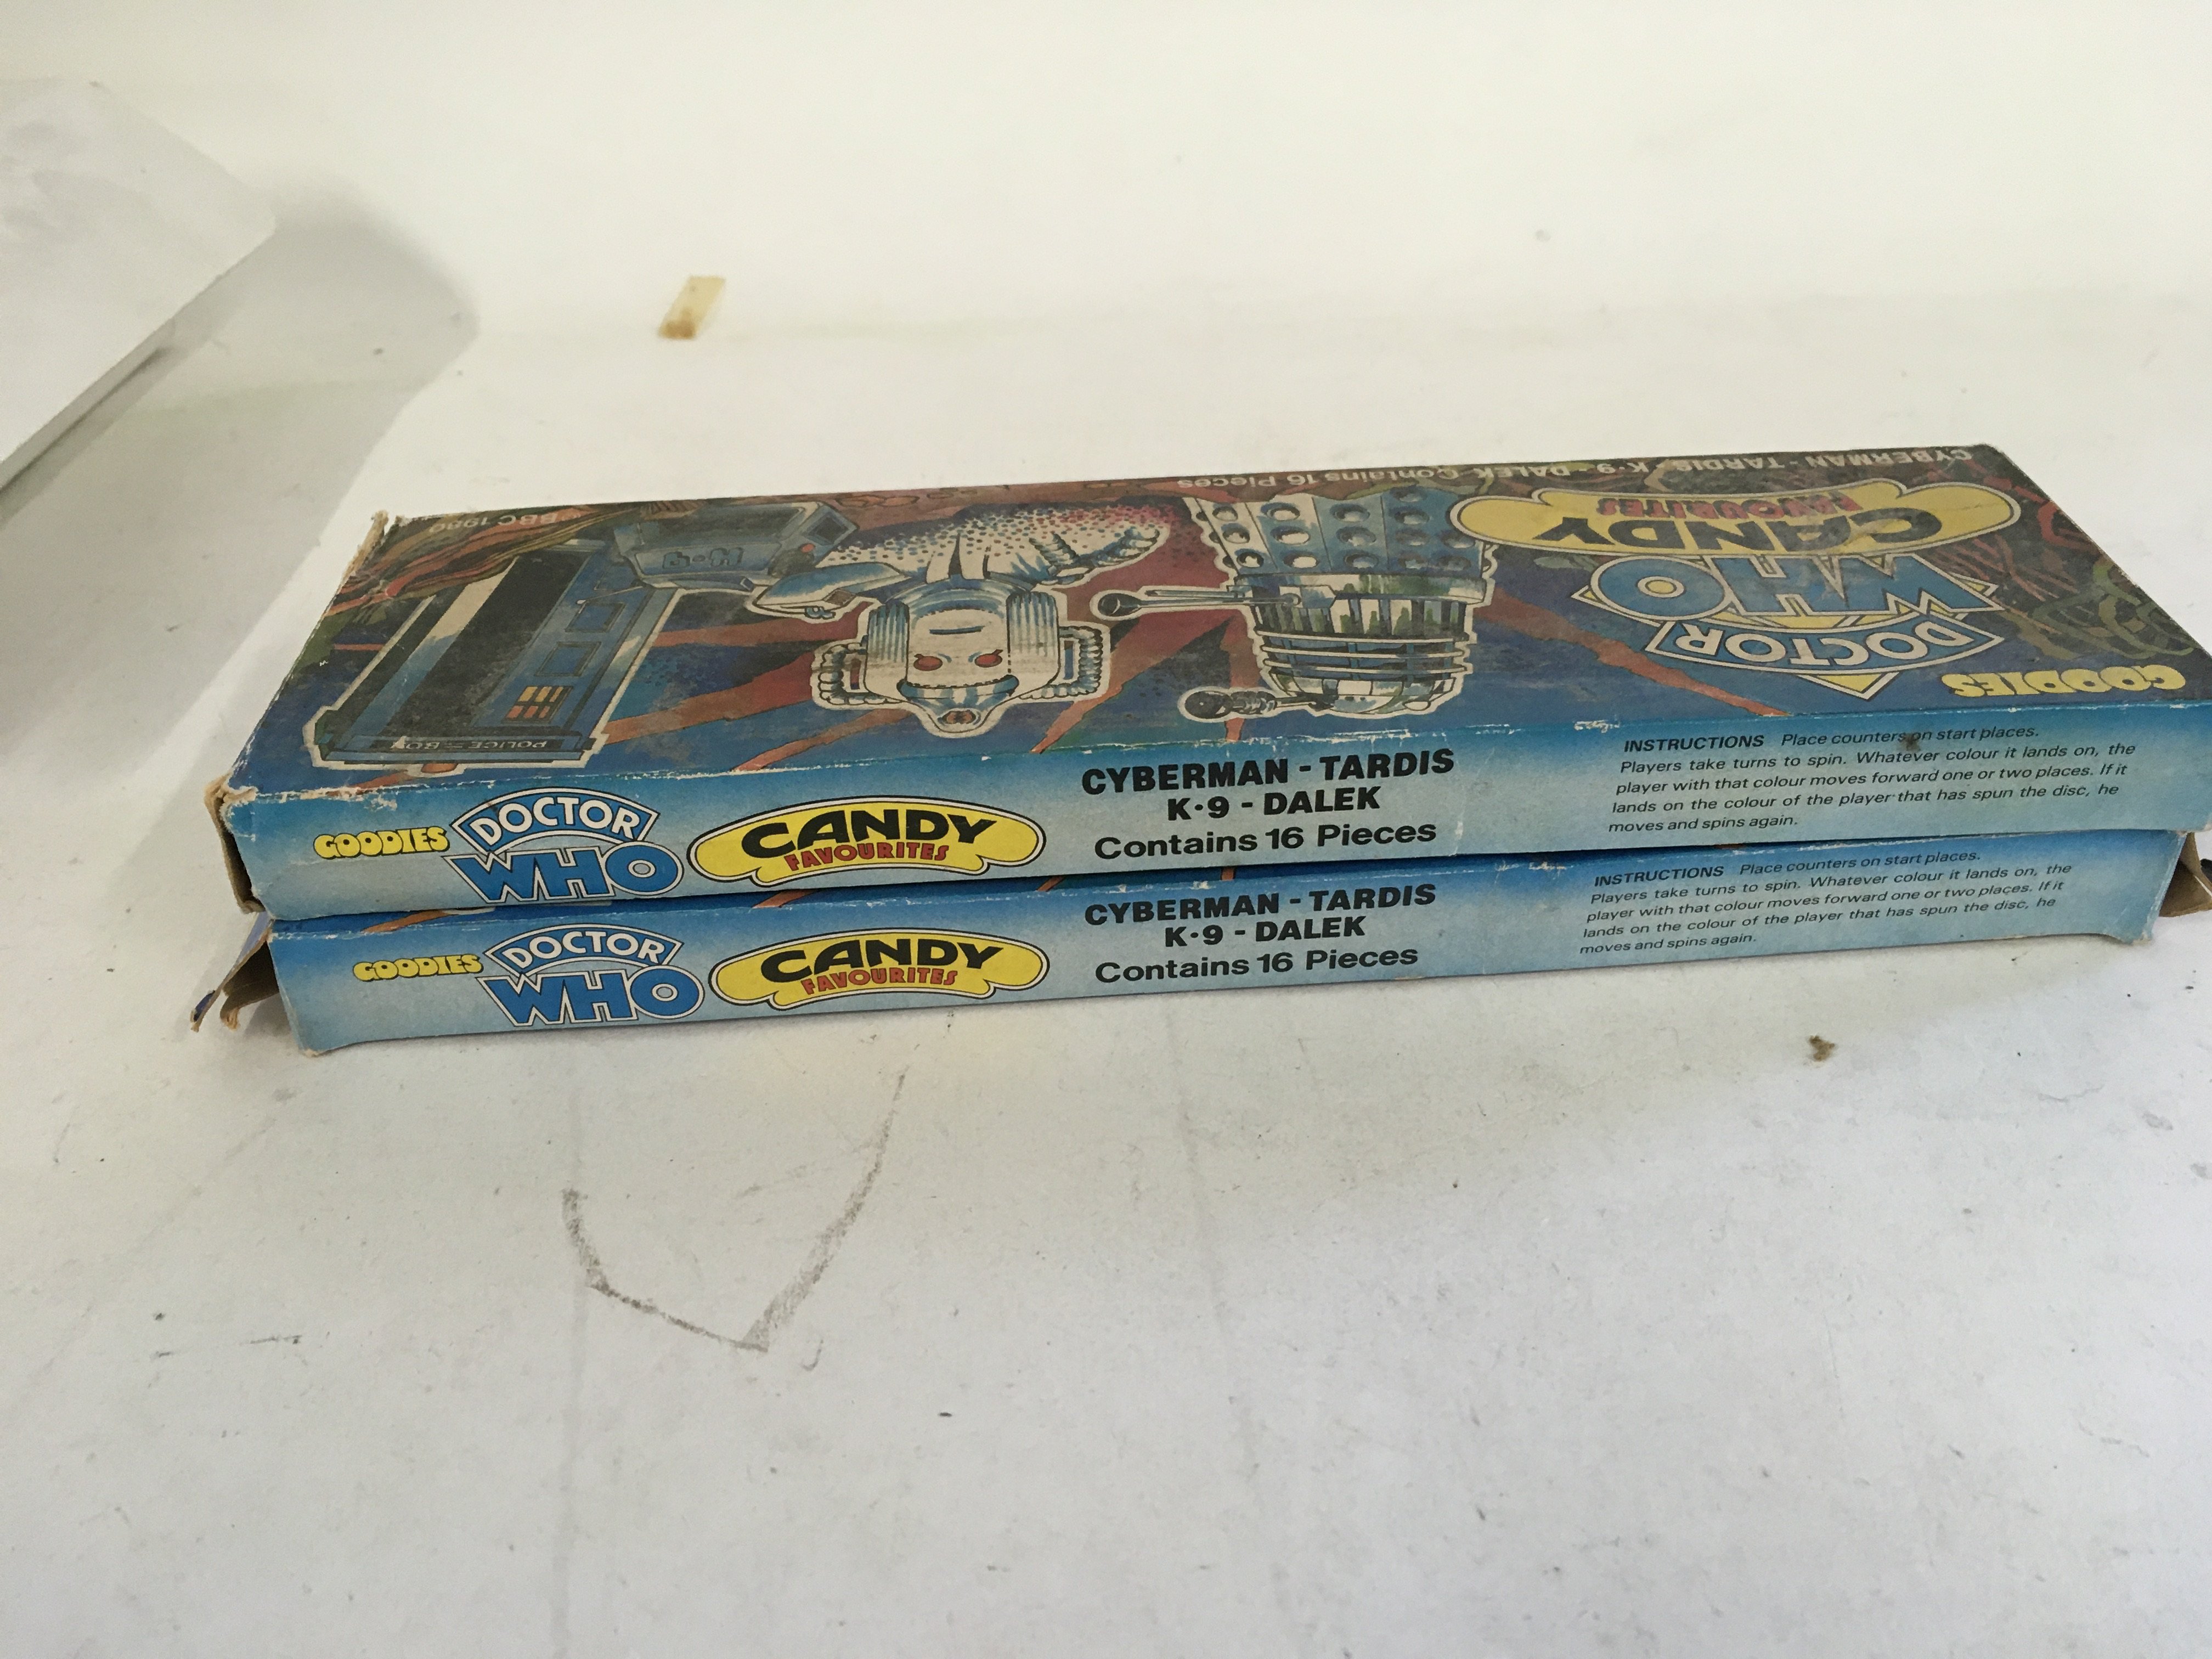 CYBERMAN - TARDIS - K·9 - DALEK Contains 16 Pieces
BBC 1980
GOODIES
DOCTOR
WHO
CANDY
FAVOURITES
K·9
POLICE BOX
GOODIES
DOCTOR
WHO
CANDY
FAVOURITES
CYBERMAN - TARDIS
K·9 - DALEK
Contains 16 Pieces
INSTRUCTIONS Place counters on start places.
Players take turns to spin. Whatever colour it lands on, the
player with that colour moves forward one or two places. If it
lands on the colour of the player that has spun the disc, he
moves and spins again.
GOODIES
DOCTOR
WHO
CANDY
FAVOURITES
CYBERMAN - TARDIS
K·9 - DALEK
Contains 16 Pieces
INSTRUCTIONS Place counters on start places.
Players take turns to spin. Whatever colour it lands on, the
player with that colour moves forward one or two places. If it
lands on the colour of the player that has spun the disc, he
moves and spins again.